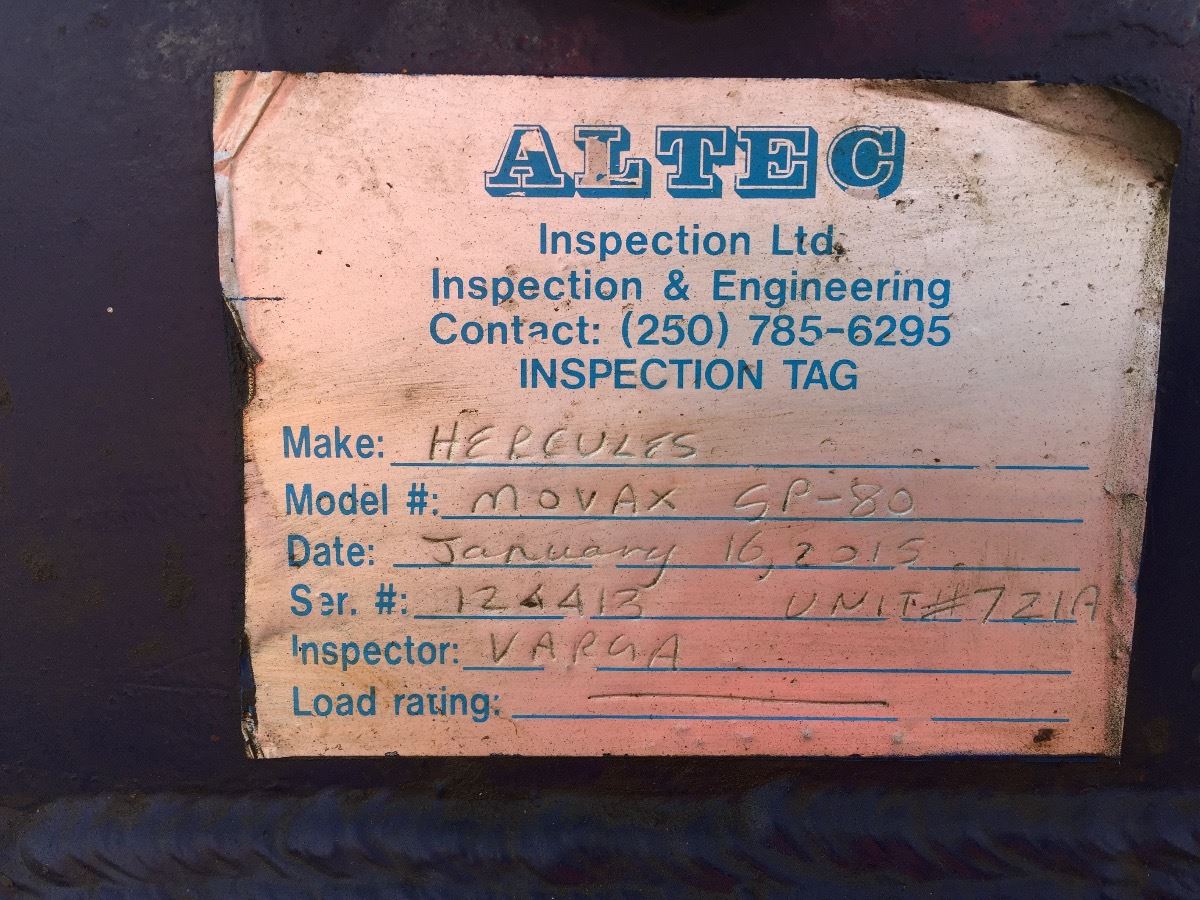 ALTEC
Inspection Ltd.
Inspection & Engineering
Contact: (250) 785-6295
INSPECTION TAG
Make: HERCULES
Model #: MOVAX SP-80
Date: January 16, 2015
Ser. #: 124413 UNIT#721A
Inspector: VARGA
Load rating: